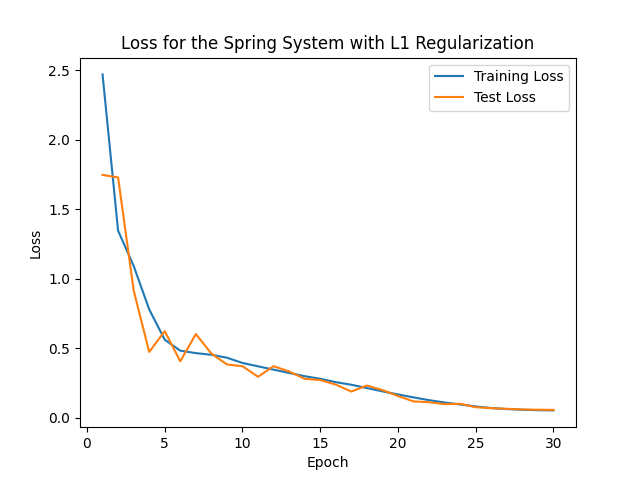 Loss for the Spring System with L1 Regularization
Training Loss
Test Loss
2.5
2.0
1.5
1.0
0.5
0.0
Loss
0 5 10 15 20 25 30
Epoch